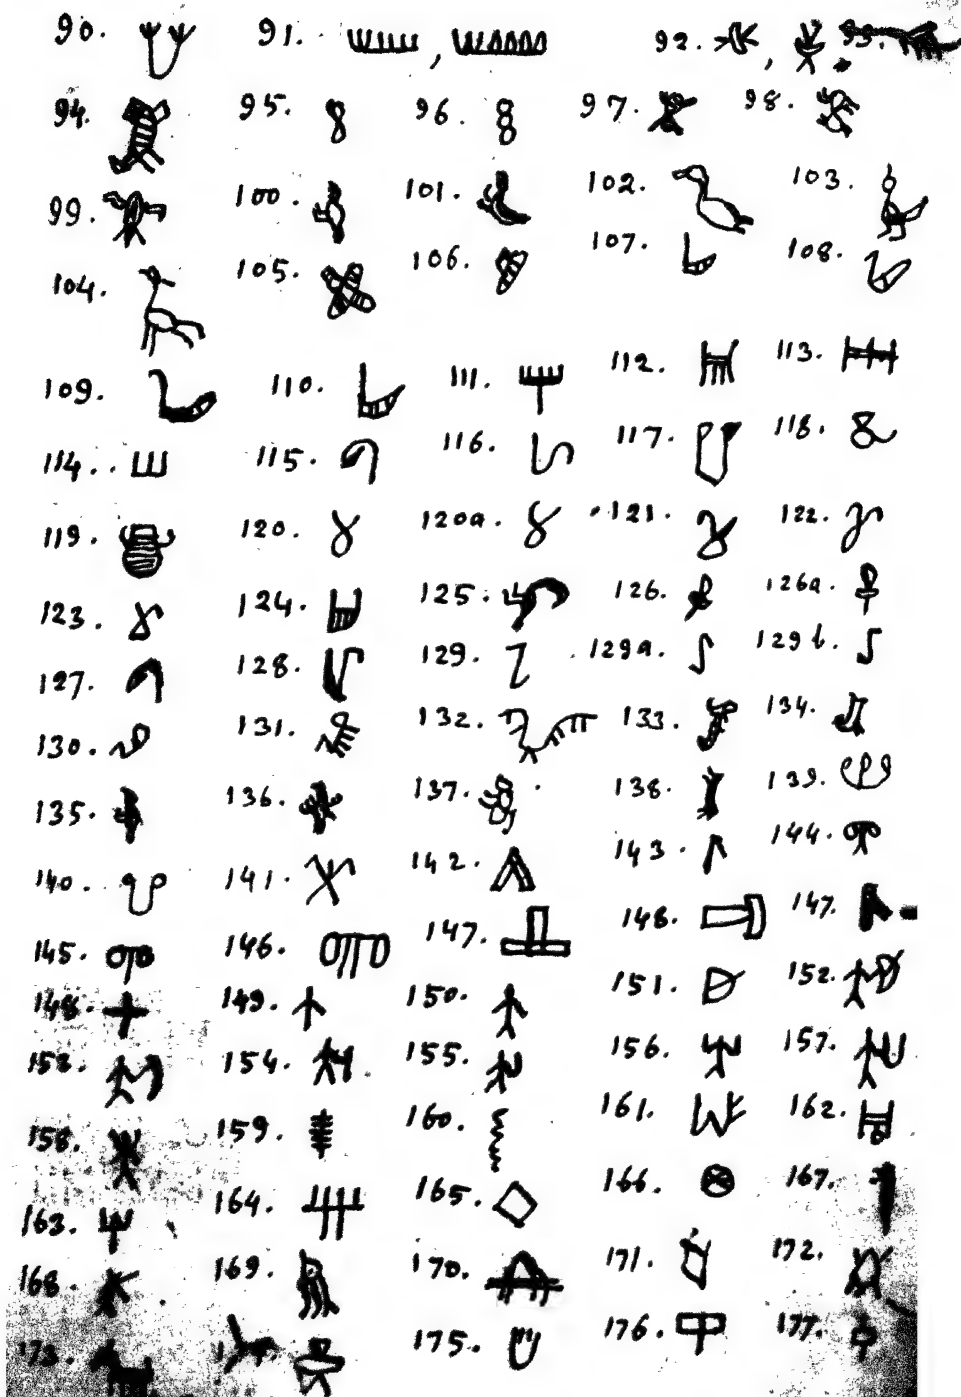 90. 91. , 92. , 93.
94. 95. 96. 97. 98.
99. 100. 101. 102. 103.
104. 105. 106. 107. 108.
109. 110. 111. 112. 113.
114. 115. 116. 117. 118.
119. 120. 120a. 121. 122.
123. 124. 125. 126. 126a.
127. 128. 129. 129a. 129b.
130. 131. 132. 133. 134.
135. 136. 137. 138. 139.
140. 141. 142. 143. 144.
145. 146. 147. 148. 147.
148. 149. 150. 151. 152.
153. 154. 155. 156. 157.
158. 159. 160. 161. 162.
163. 164. 165. 166. 167.
168. 169. 170. 171. 172.
173. 175. 176. 177.